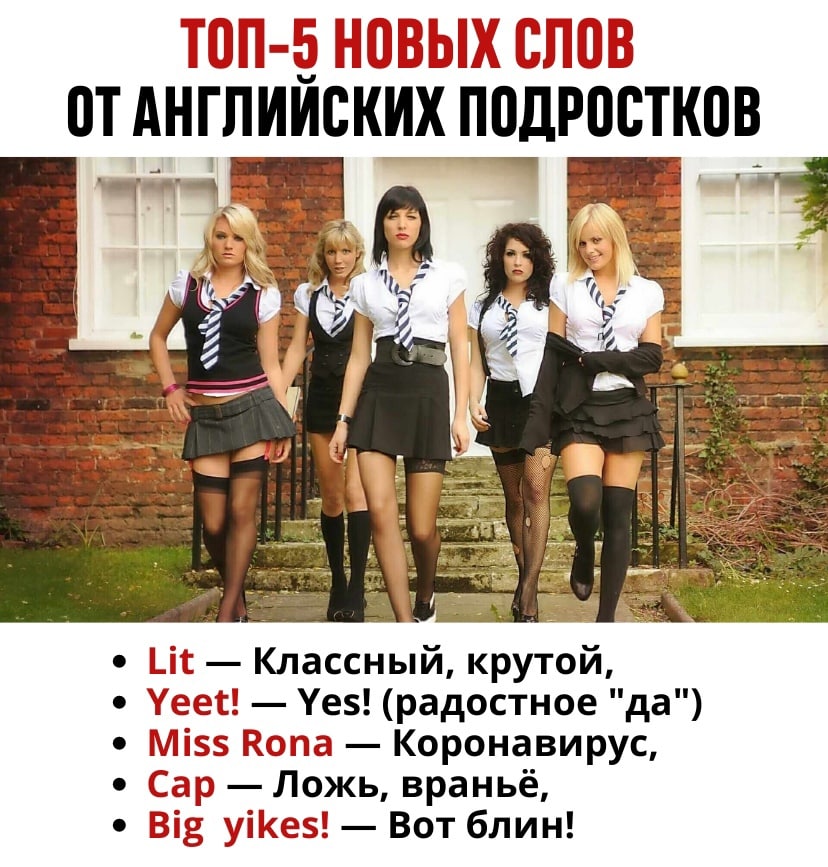 ТОП-5 НОВЫХ СЛОВ
ОТ АНГЛИЙСКИХ ПОДРОСТКОВ
• Lit — Классный, крутой,
• Yeet! — Yes! (радостное "да")
• Miss Rona — Коронавирус,
• Cap — Ложь, враньё,
• Big yikes! — Вот блин!